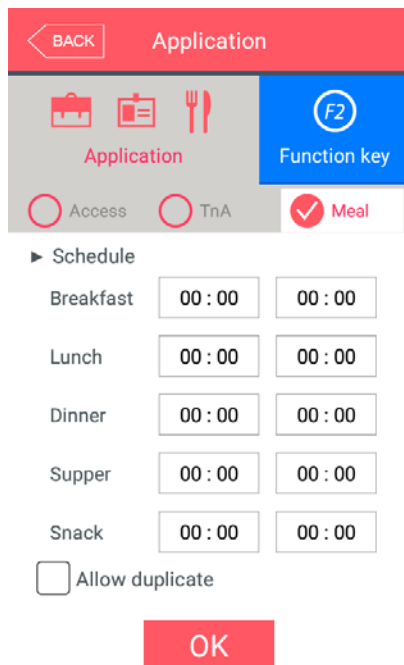 BACK Application
F2
Application Function key
Access TnA Meal
► Schedule
Breakfast 00 : 00 00 : 00
Lunch 00 : 00 00 : 00
Dinner 00 : 00 00 : 00
Supper 00 : 00 00 : 00
Snack 00 : 00 00 : 00
Allow duplicate
OK